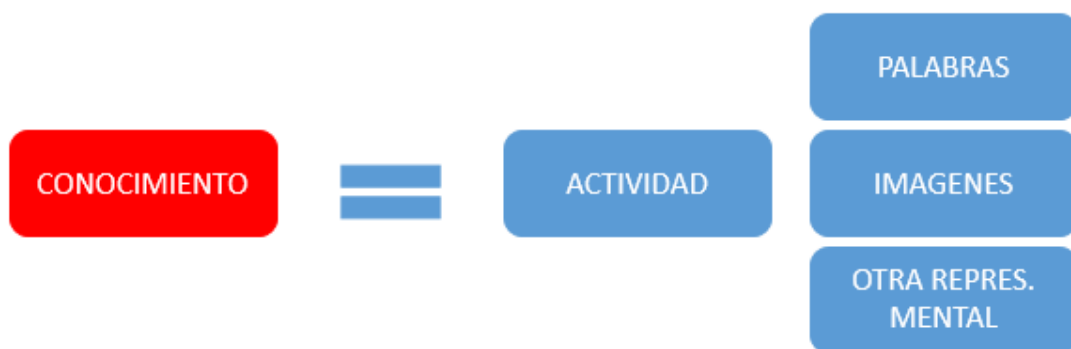 CONOCIMIENTO
ACTIVIDAD
PALABRAS
IMAGENES
OTRA REPRES.
MENTAL